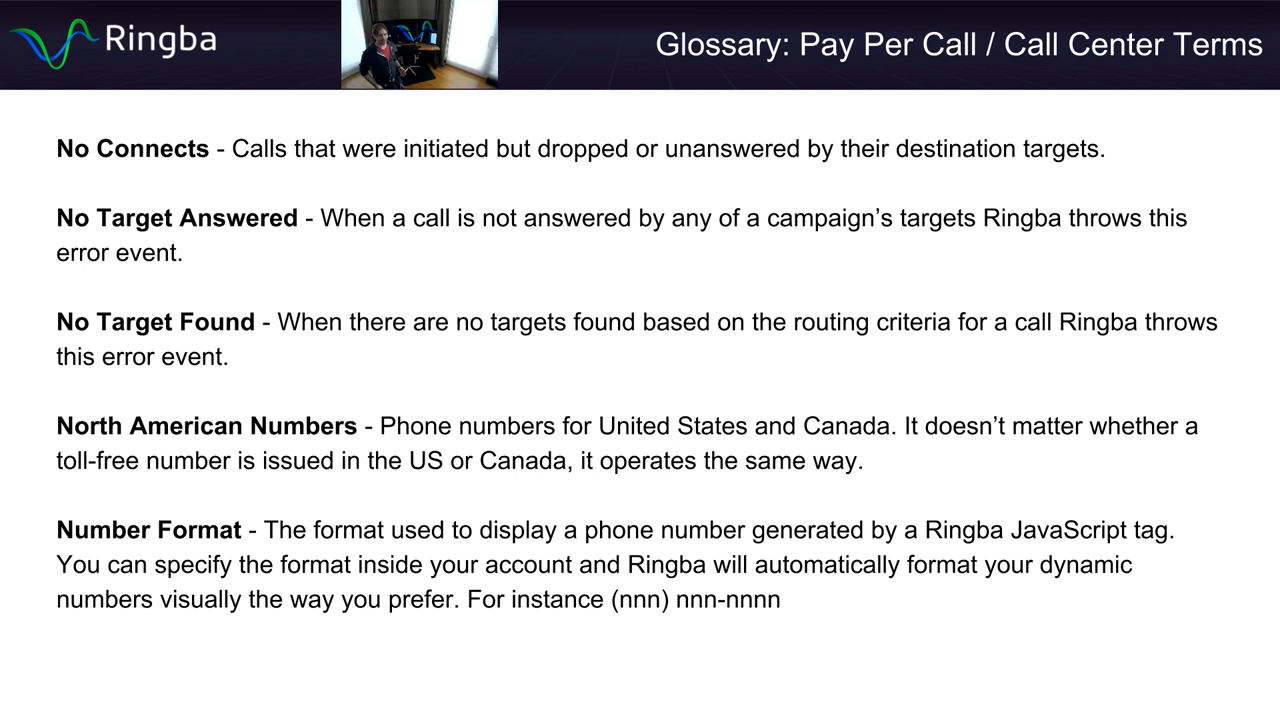 Ringba
Glossary: Pay Per Call / Call Center Terms
No Connects - Calls that were initiated but dropped or unanswered by their destination targets.
No Target Answered - When a call is not answered by any of a campaign’s targets Ringba throws this
error event.
No Target Found - When there are no targets found based on the routing criteria for a call Ringba throws
this error event.
North American Numbers - Phone numbers for United States and Canada. It doesn’t matter whether a
toll-free number is issued in the US or Canada, it operates the same way.
Number Format - The format used to display a phone number generated by a Ringba JavaScript tag.
You can specify the format inside your account and Ringba will automatically format your dynamic
numbers visually the way you prefer. For instance (nnn) nnn-nnnn